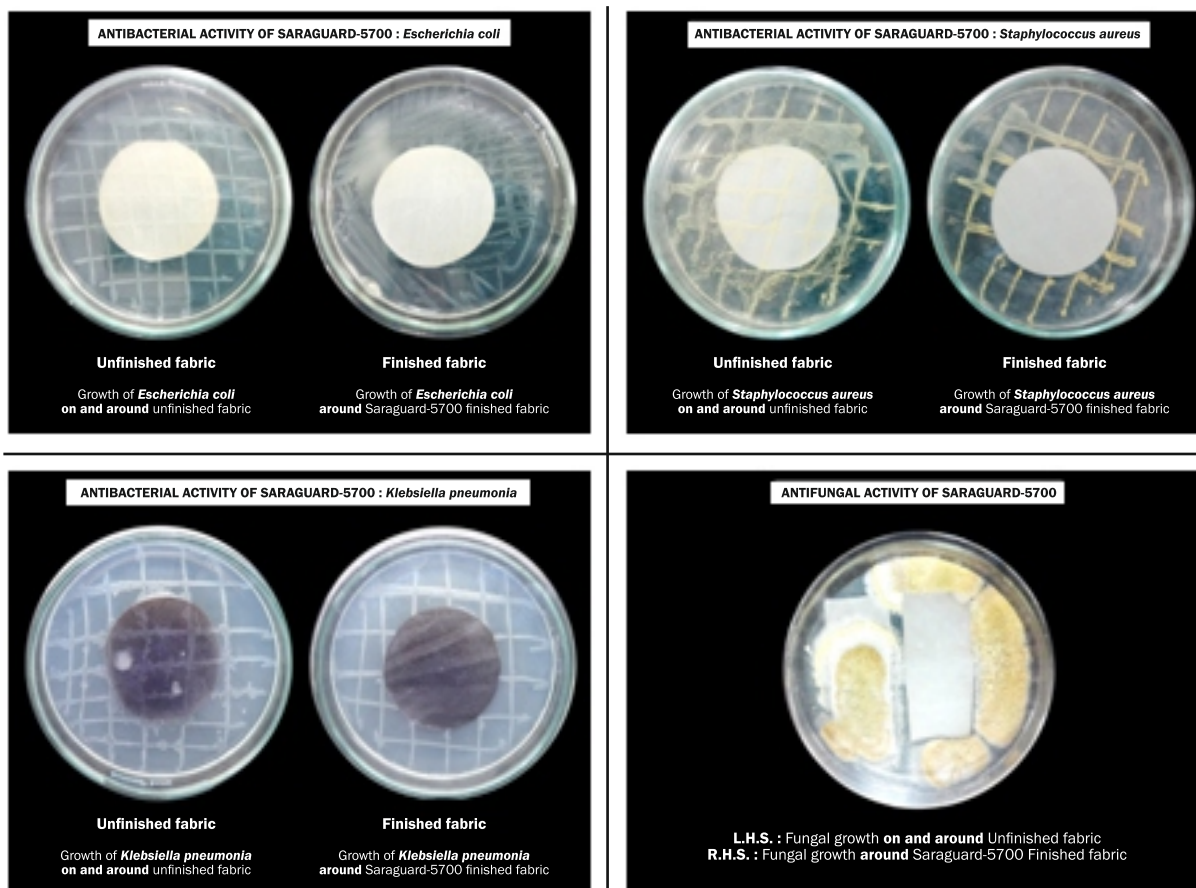 ANTIBACTERIAL ACTIVITY OF SARAGUARD-5700 : Escherichia coli
Unfinished fabric
Growth of Escherichia coli
on and around unfinished fabric
Finished fabric
Growth of Escherichia coli
around Saraguard-5700 finished fabric
ANTIBACTERIAL ACTIVITY OF SARAGUARD-5700 : Staphylococcus aureus
Unfinished fabric
Growth of Staphylococcus aureus
on and around unfinished fabric
Finished fabric
Growth of Staphylococcus aureus
around Saraguard-5700 finished fabric
ANTIBACTERIAL ACTIVITY OF SARAGUARD-5700 : Klebsiella pneumonia
Unfinished fabric
Growth of Klebsiella pneumonia
on and around unfinished fabric
Finished fabric
Growth of Klebsiella pneumonia
around Saraguard-5700 finished fabric
ANTIFUNGAL ACTIVITY OF SARAGUARD-5700
L.H.S. : Fungal growth on and around Unfinished fabric
R.H.S. : Fungal growth around Saraguard-5700 Finished fabric